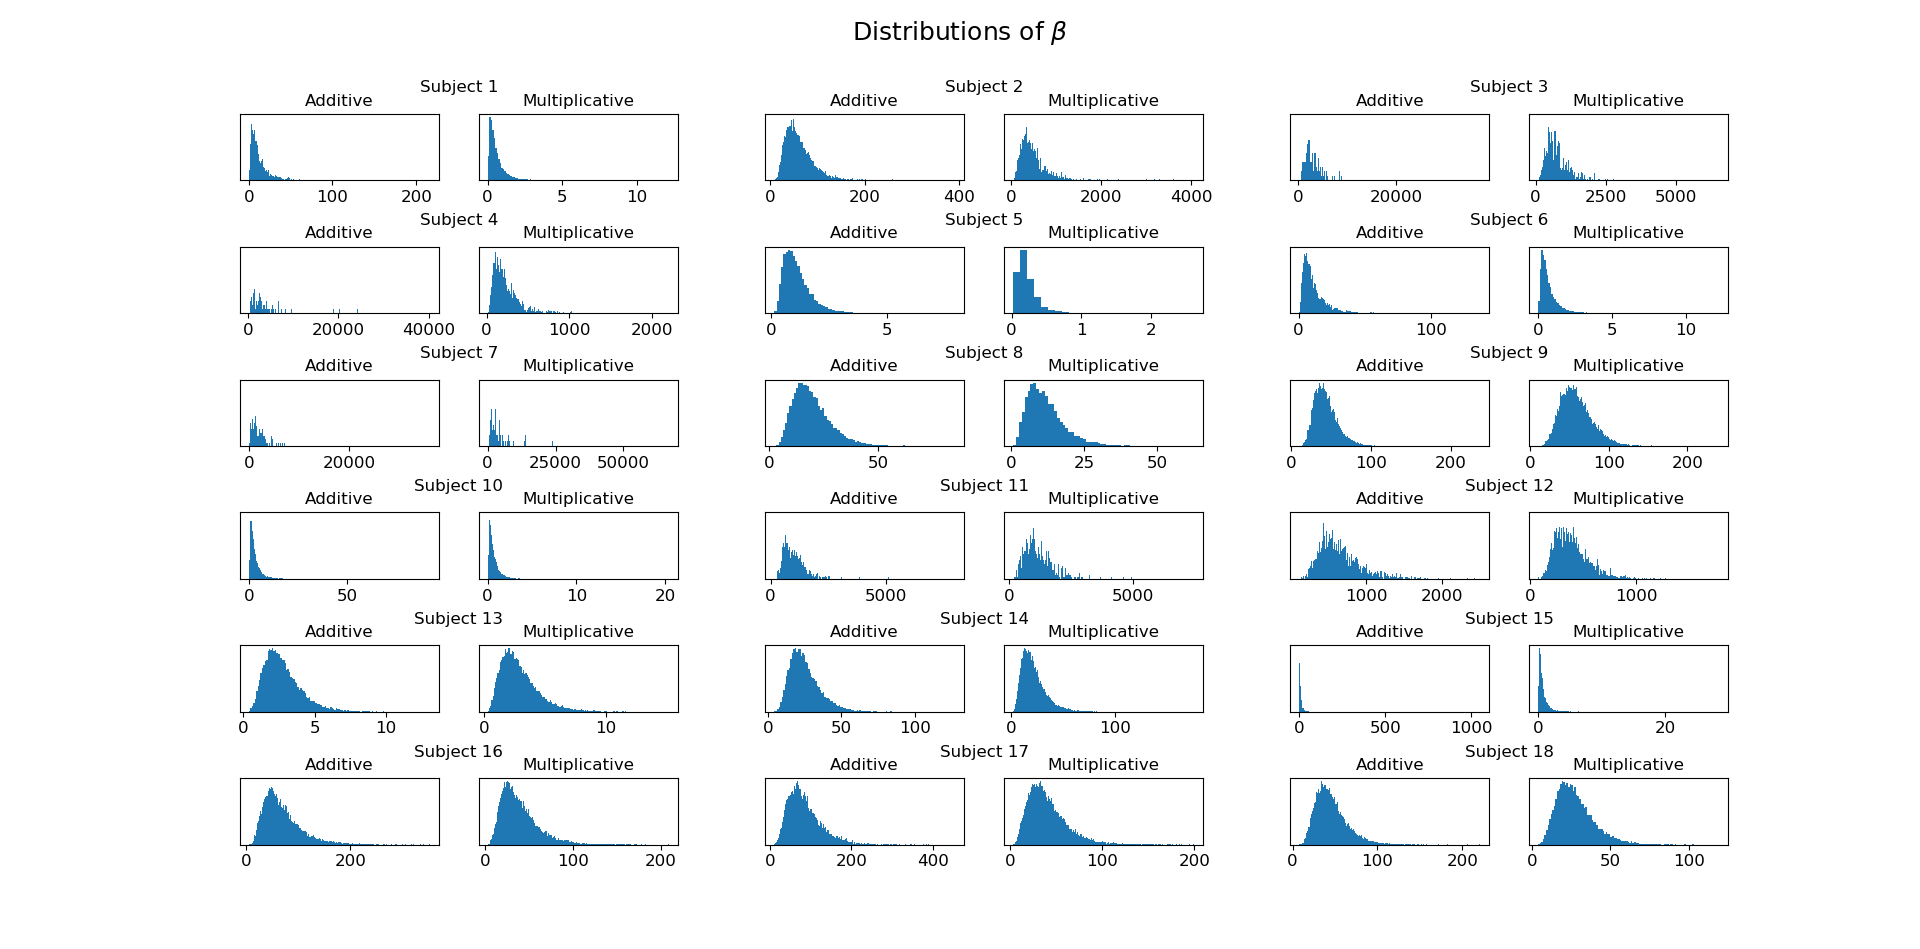 Distributions of β
Subject 1
Additive Multiplicative
0 100 200 0 5 10
Subject 2
Additive Multiplicative
0 200 400 0 2000 4000
Subject 3
Additive Multiplicative
0 20000 0 2500 5000
Subject 4
Additive Multiplicative
0 20000 40000 0 1000 2000
Subject 5
Additive Multiplicative
0 5 0 1 2
Subject 6
Additive Multiplicative
0 100 0 5 10
Subject 7
Additive Multiplicative
0 20000 0 25000 50000
Subject 8
Additive Multiplicative
0 50 0 25 50
Subject 9
Additive Multiplicative
0 100 200 0 100 200
Subject 10
Additive Multiplicative
0 50 0 10 20
Subject 11
Additive Multiplicative
0 5000 0 5000
Subject 12
Additive Multiplicative
1000 2000 0 1000
Subject 13
Additive Multiplicative
0 5 10 0 10
Subject 14
Additive Multiplicative
0 50 100 0 100
Subject 15
Additive Multiplicative
0 500 1000 0 20
Subject 16
Additive Multiplicative
0 200 0 100 200
Subject 17
Additive Multiplicative
0 200 400 0 100 200
Subject 18
Additive Multiplicative
0 100 200 0 50 100